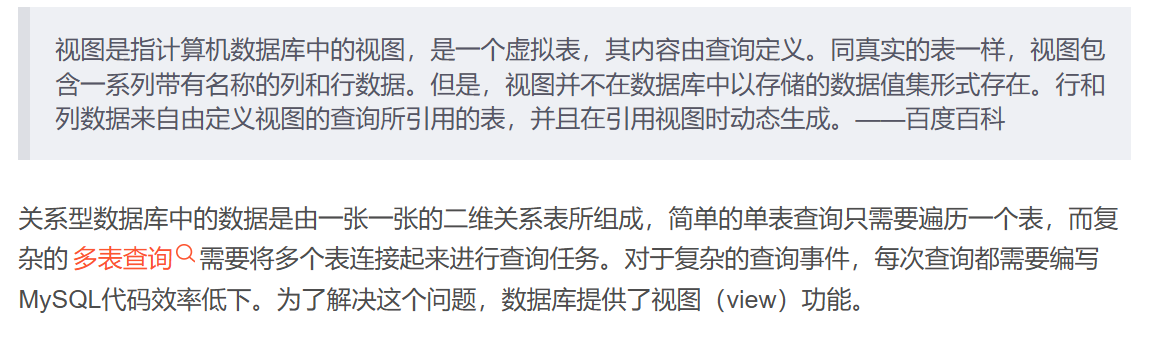 视图是指计算机数据库中的视图，是一个虚拟表，其内容由查询定义。同真实的表一样，视图包
含一系列带有名称的列和行数据。但是，视图并不在数据库中以存储的数据值集形式存在。行和
列数据来自由定义视图的查询所引用的表，并且在引用视图时动态生成。——百度百科
关系型数据库中的数据是由一张一张的二维关系表所组成，简单的单表查询只需要遍历一个表，而复
杂的 多表查询 需要将多个表连接起来进行查询任务。对于复杂的查询事件，每次查询都需要编写
MySQL代码效率低下。为了解决这个问题，数据库提供了视图（view）功能。